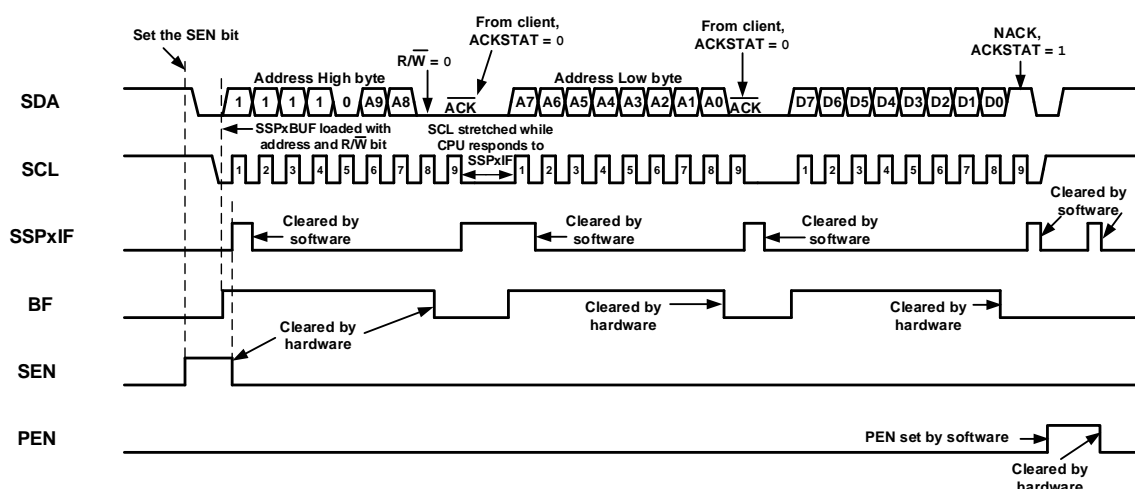 From client,
ACKSTAT = 0
From client,
ACKSTAT = 0
NACK,
ACKSTAT = 1
Set the SEN bit
R/W = 0
Address High byte
Address Low byte
SDA
1 1 1 1 0 A9 A8 ACK A7 A6 A5 A4 A3 A2 A1 A0 ACK D7 D6 D5 D4 D3 D2 D1 D0
SSPxBUF loaded with
address and R/W bit
SCL stretched while
CPU responds to
SSPxIF
SCL
1 2 3 4 5 6 7 8 9 1 2 3 4 5 6 7 8 9 1 2 3 4 5 6 7 8 9
SSPxIF
Cleared by
software
Cleared by
software
Cleared by
software
Cleared by
software
BF
Cleared by
hardware
Cleared by
hardware
Cleared by
hardware
SEN
PEN
PEN set by software
Cleared by
hardware